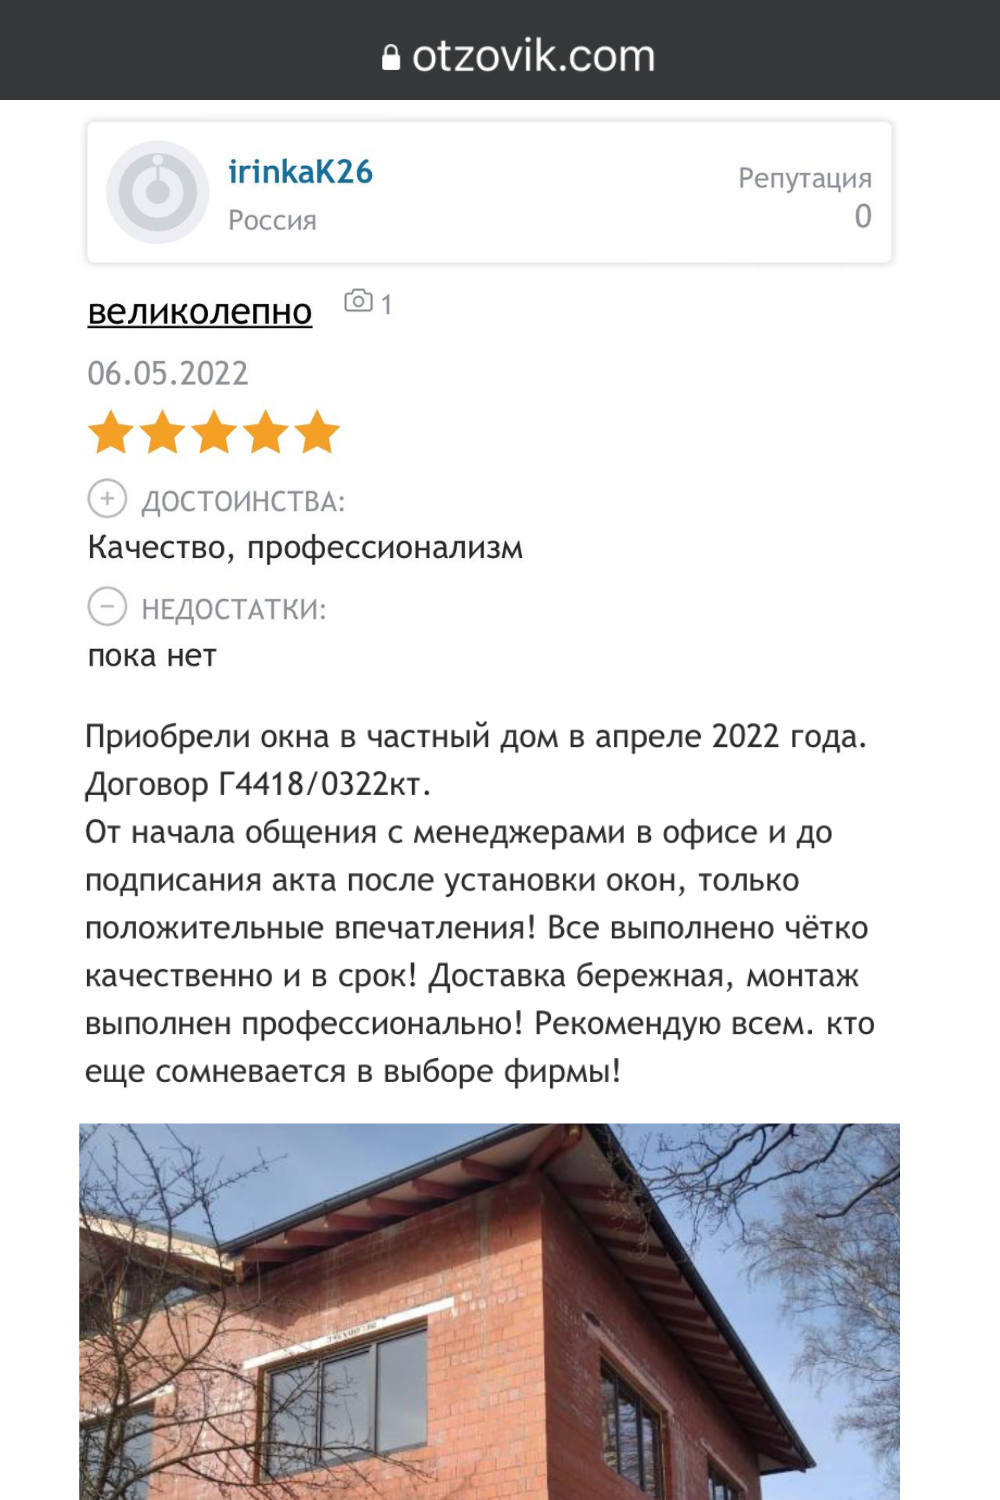 otzovik.com
irinkaK26
Репутация
Россия
0
великолепно
1
06.05.2022
ДОСТОИНСТВА:
Качество, профессионализм
НЕДОСТАТКИ:
пока нет
Приобрели окна в частный дом в апреле 2022 года.
Договор Г4418/0322кт.
От начала общения с менеджерами в офисе и до
подписания акта после установки окон, только
положительные впечатления! Все выполнено чётко
качественно и в срок! Доставка бережная, монтаж
выполнен профессионально! Рекомендую всем. кто
еще сомневается в выборе фирмы!